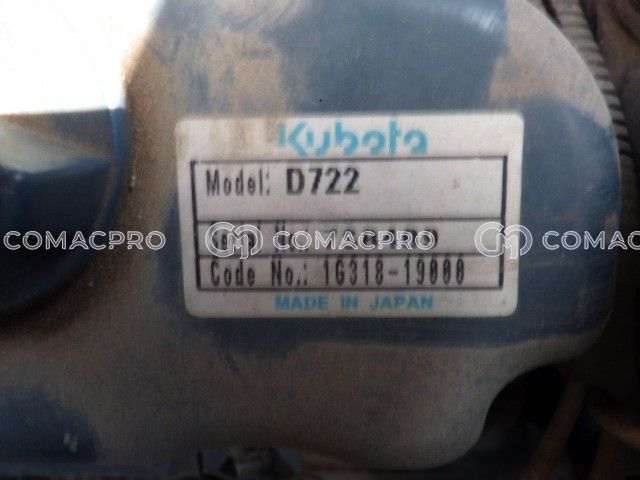 Kubota
Model: D722
COMACPRO COMACPRO COMACPRO
Code No.: 1G318-19000
MADE IN JAPAN